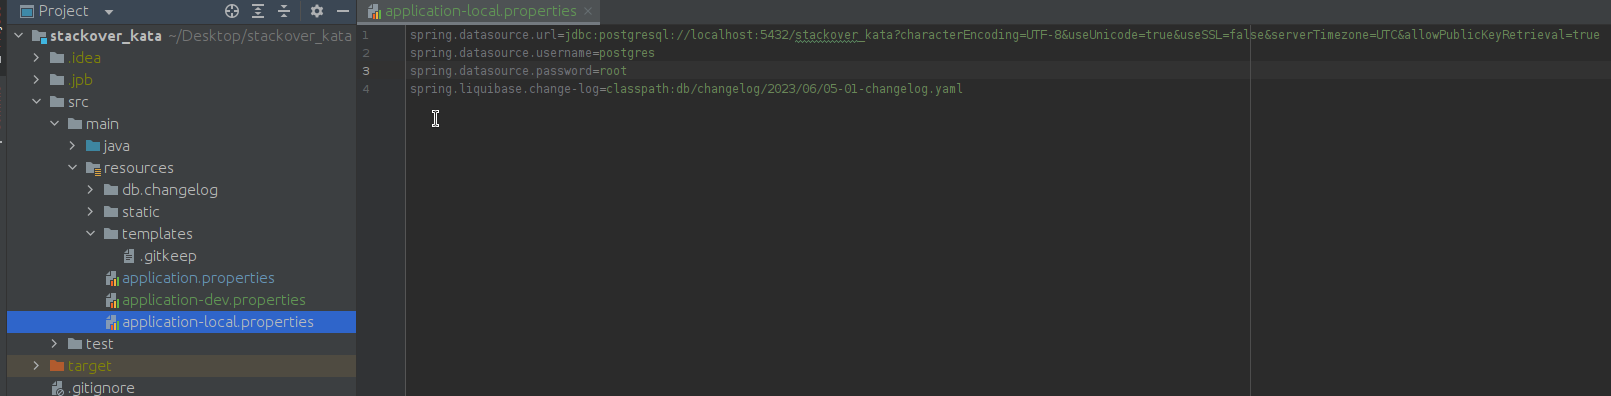 Project
stackover_kata ~/Desktop/stackover_kata
.idea
.jpb
src
main
java
resources
db.changelog
static
templates
.gitkeep
application.properties
application-dev.properties
application-local.properties
test
target
.gitignore
application-local.properties
1 spring.datasource.url=jdbc:postgresql://localhost:5432/stackover_kata?characterEncoding=UTF-8&useUnicode=true&useSSL=false&serverTimezone=UTC&allowPublicKeyRetrieval=true
2 spring.datasource.username=postgres
3 spring.datasource.password=root
4 spring.liquibase.change-log=classpath:db/changelog/2023/06/05-01-changelog.yaml